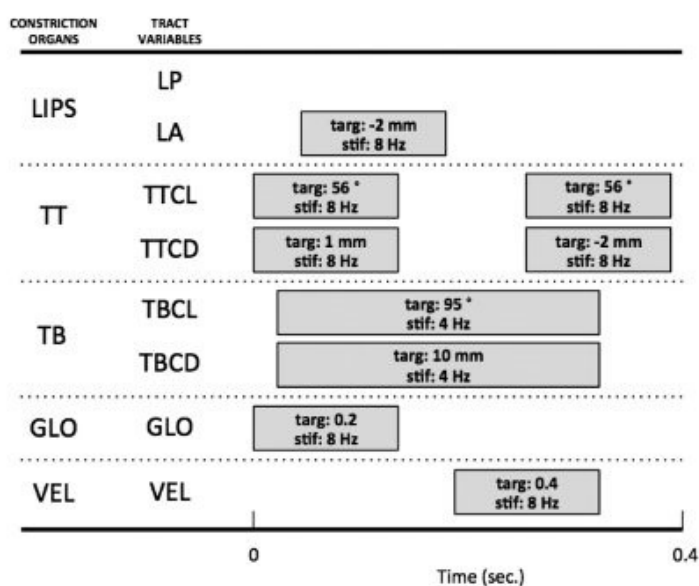 CONSTRICTION ORGANS
TRACT VARIABLES
LIPS
LP
LA
targ: -2 mm
stif: 8 Hz
TT
TTCL
targ: 56 °
stif: 8 Hz
targ: 56 °
stif: 8 Hz
TTCD
targ: 1 mm
stif: 8 Hz
targ: -2 mm
stif: 8 Hz
TB
TBCL
targ: 95 °
stif: 4 Hz
TBCD
targ: 10 mm
stif: 4 Hz
GLO
GLO
targ: 0.2
stif: 8 Hz
VEL
VEL
targ: 0.4
stif: 8 Hz
0
0.4
Time (sec.)